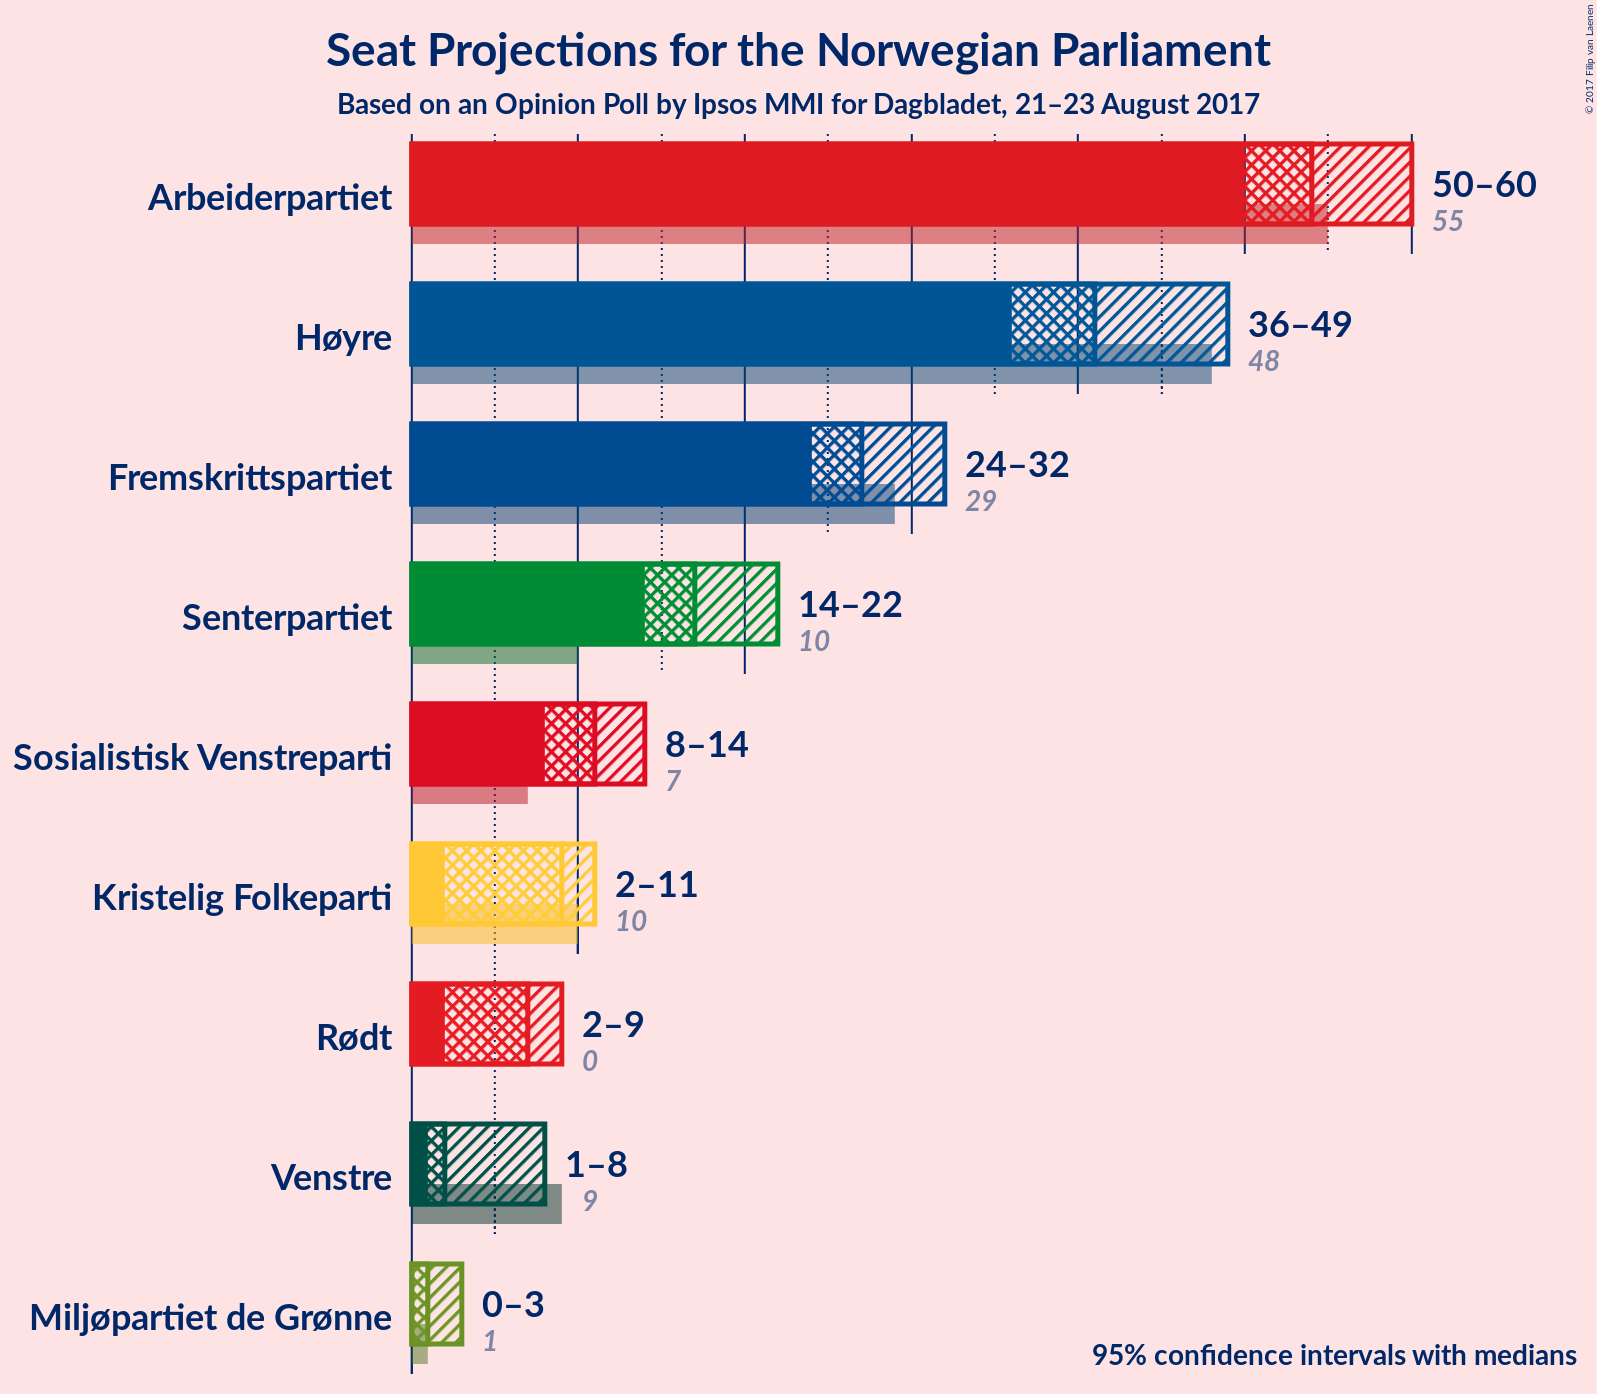 Seat Projections for the Norwegian Parliament
Based on an Opinion Poll by Ipsos MMI for Dagbladet, 21–23 August 2017
© 2017 Filip van Laenen
Arbeiderpartiet
50–60
55
Høyre
36–49
48
Fremskrittspartiet
24–32
29
Senterpartiet
14–22
10
Sosialistisk Venstreparti
8–14
7
Kristelig Folkeparti
2–11
10
Rødt
2–9
0
Venstre
1–8
9
Miljøpartiet de Grønne
0–3
1
95% confidence intervals with medians